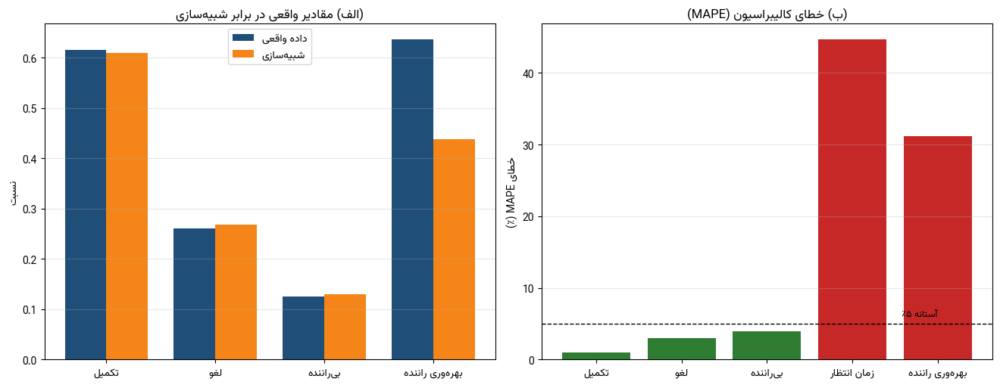 (الف) مقادیر واقعی در برابر شبیه‌سازی
داده واقعی
شبیه‌سازی
نسبت
0.6
0.5
0.4
0.3
0.2
0.1
0.0
تکمیل
لغو
بی‌راننده
بهره‌وری راننده
(ب) خطای کالیبراسیون (MAPE)
خطای MAPE (٪)
40
30
20
10
0
آستانه ۵٪
تکمیل
لغو
بی‌راننده
زمان انتظار
بهره‌وری راننده